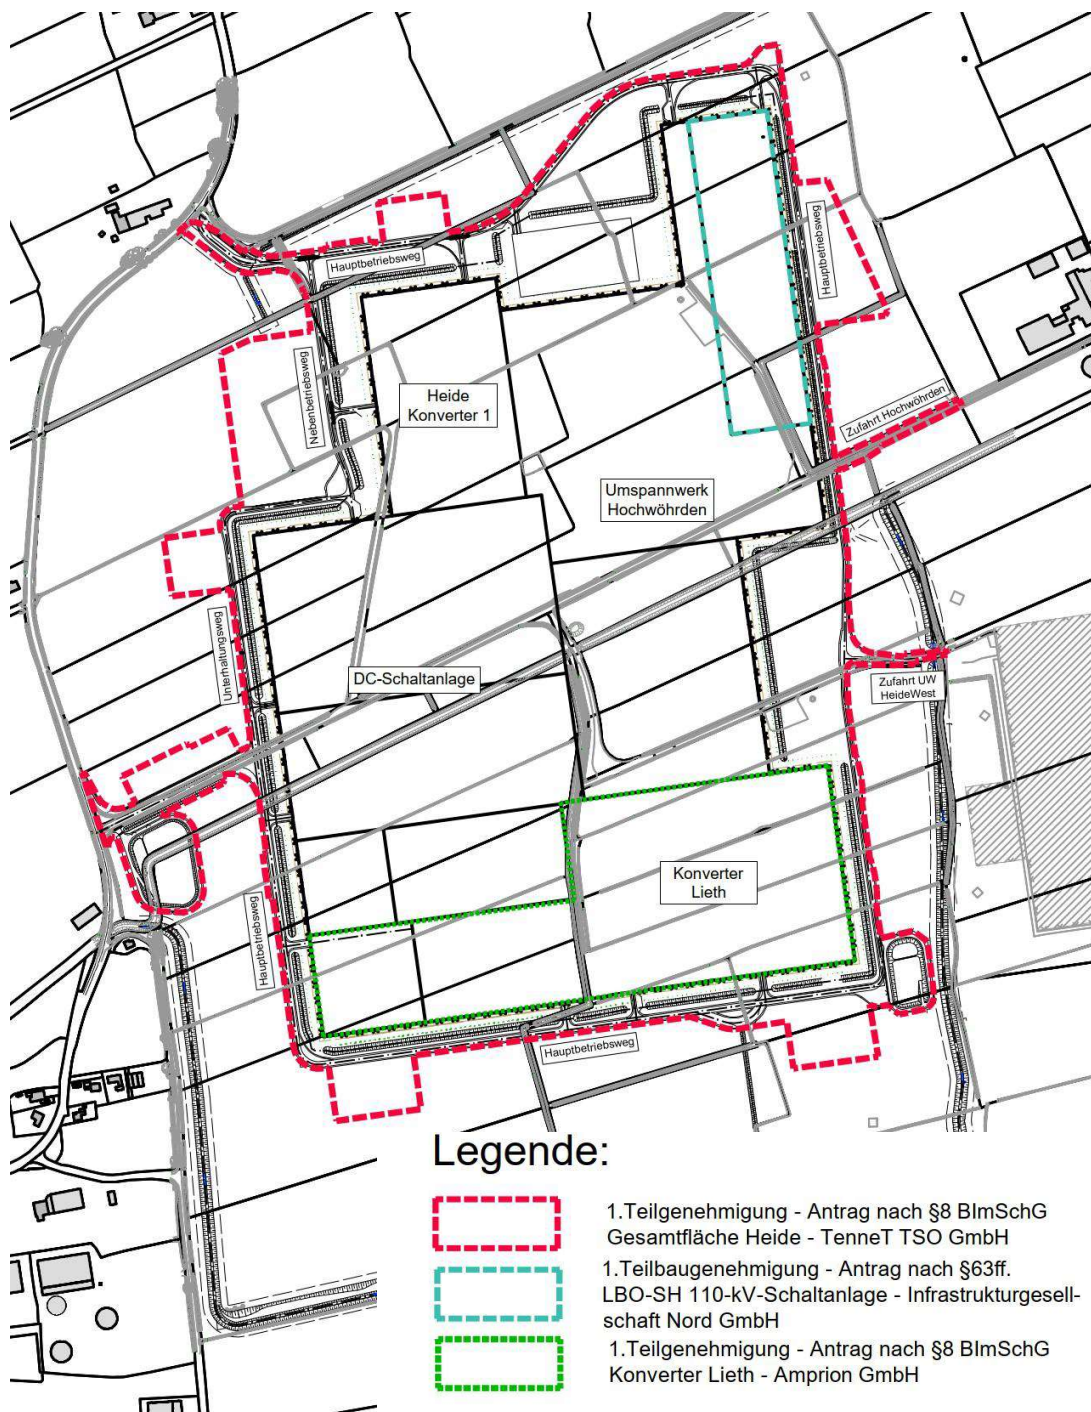 Hauptbetriebsweg
Hauptbetriebsweg
Nebenbetriebsweg
Heide
Konverter 1
Zufahrt Hochwöhrden
Umspannwerk
Hochwöhrden
Unterhaltungsweg
DC-Schaltanlage
Zufahrt UW
HeideWest
Konverter
Lieth
Hauptbetriebsweg
Hauptbetriebsweg
Legende:
1.Teilgenehmigung - Antrag nach §8 BImSchG
Gesamtfläche Heide - TenneT TSO GmbH
1.Teilbaugenehmigung - Antrag nach §63ff.
LBO-SH 110-kV-Schaltanlage - Infrastrukturgesell-
schaft Nord GmbH
1.Teilgenehmigung - Antrag nach §8 BImSchG
Konverter Lieth - Amprion GmbH